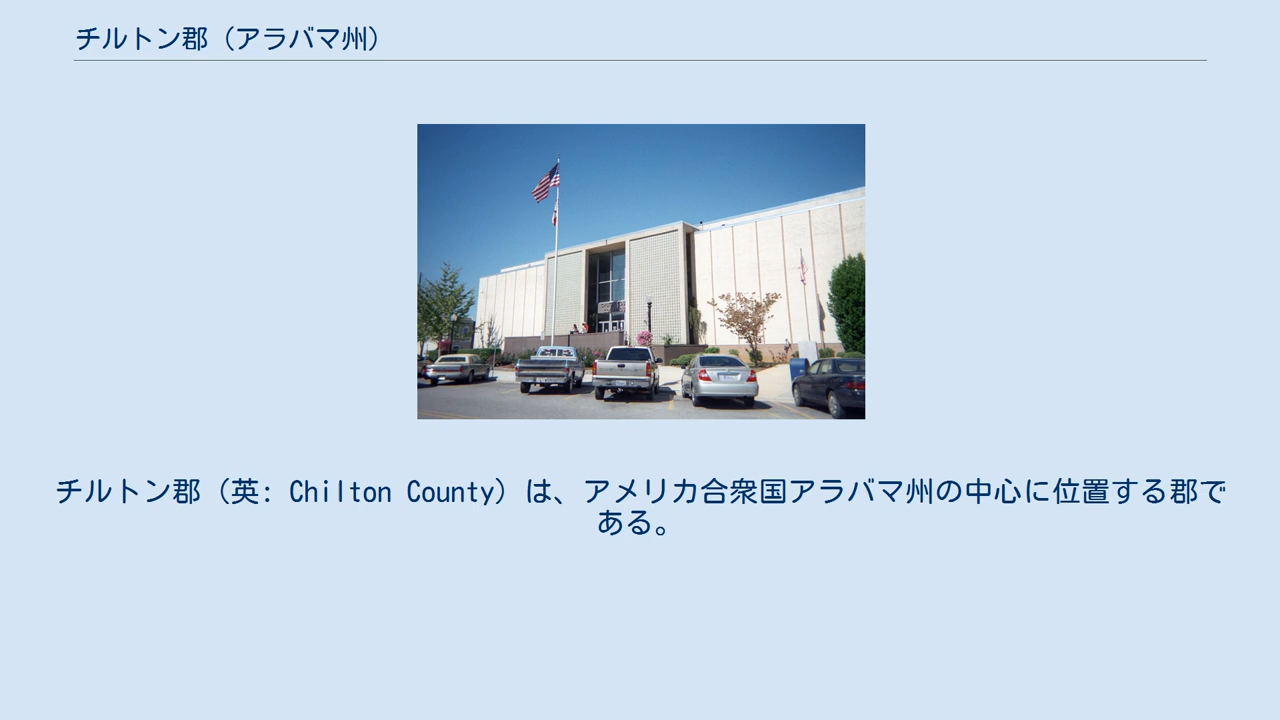 チルトン郡（アラバマ州）
チルトン郡（英: Chilton County）は、アメリカ合衆国アラバマ州の中心に位置する郡で
ある。